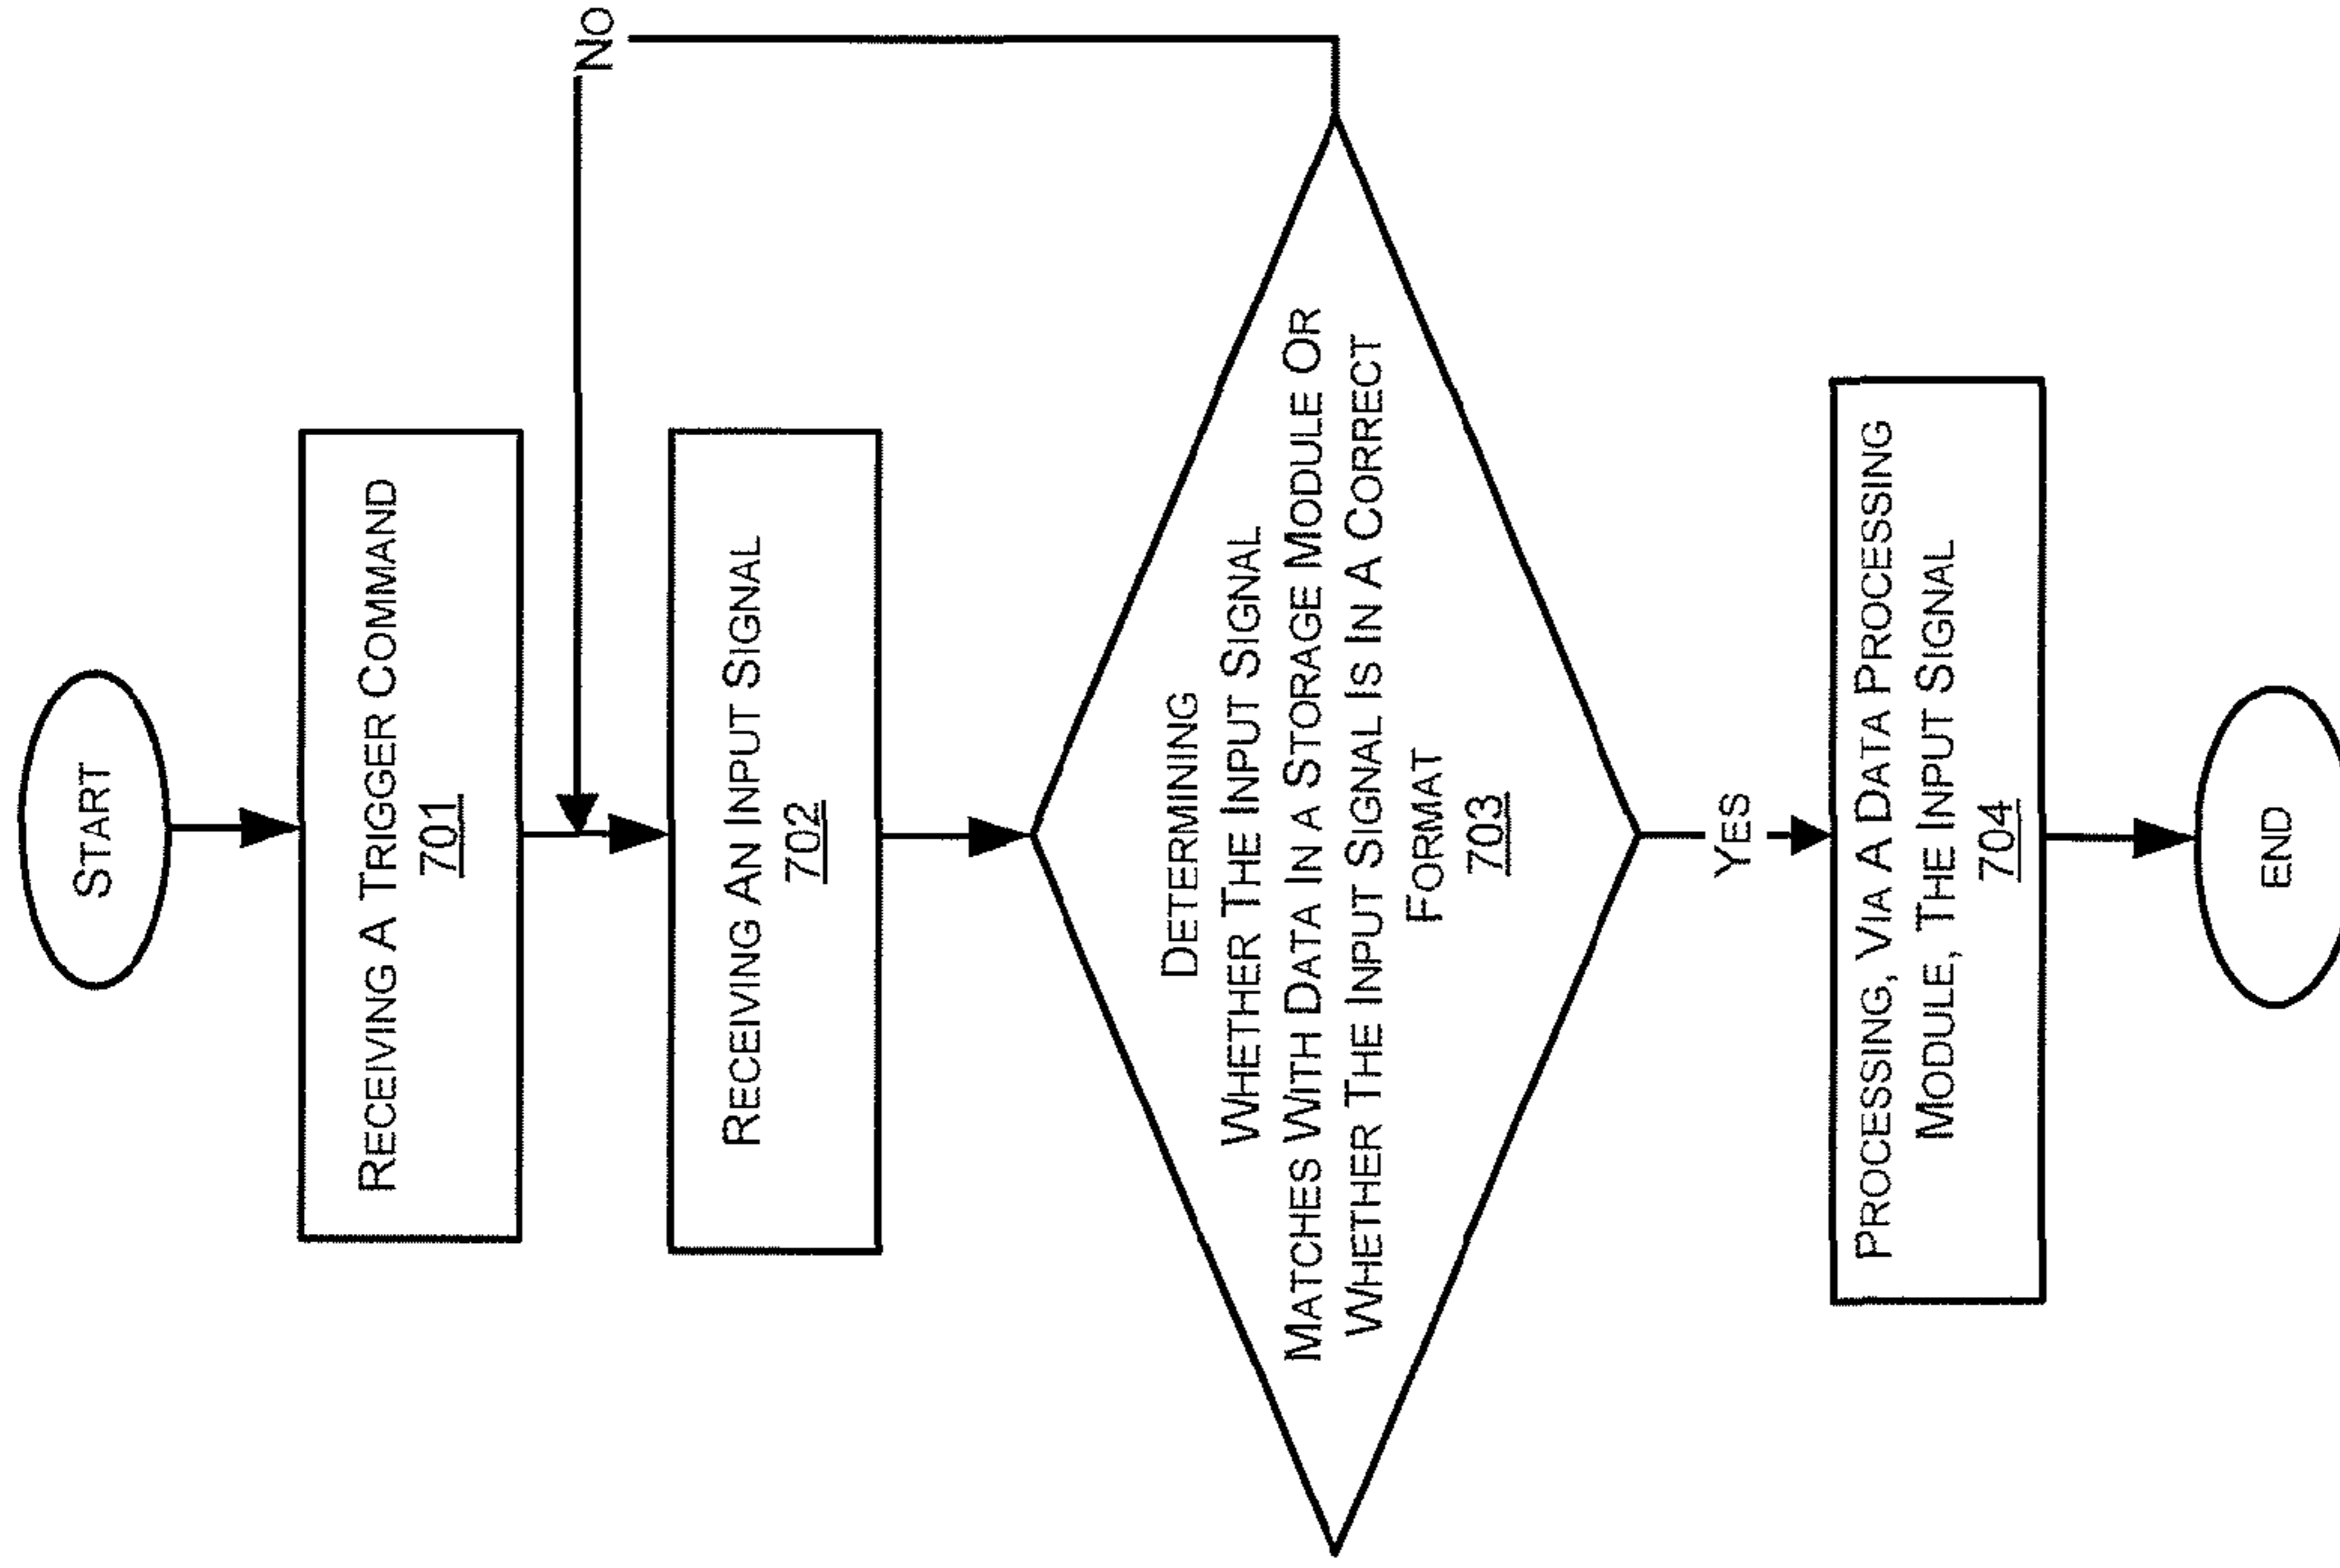 START
RECEIVING A TRIGGER COMMAND
701
RECEIVING AN INPUT SIGNAL
702
DETERMINING
WHETHER THE INPUT SIGNAL
MATCHES WITH DATA IN A STORAGE MODULE OR
WHETHER THE INPUT SIGNAL IS IN A CORRECT
FORMAT
703
NO
YES
PROCESSING, VIA A DATA PROCESSING
MODULE, THE INPUT SIGNAL
704
END